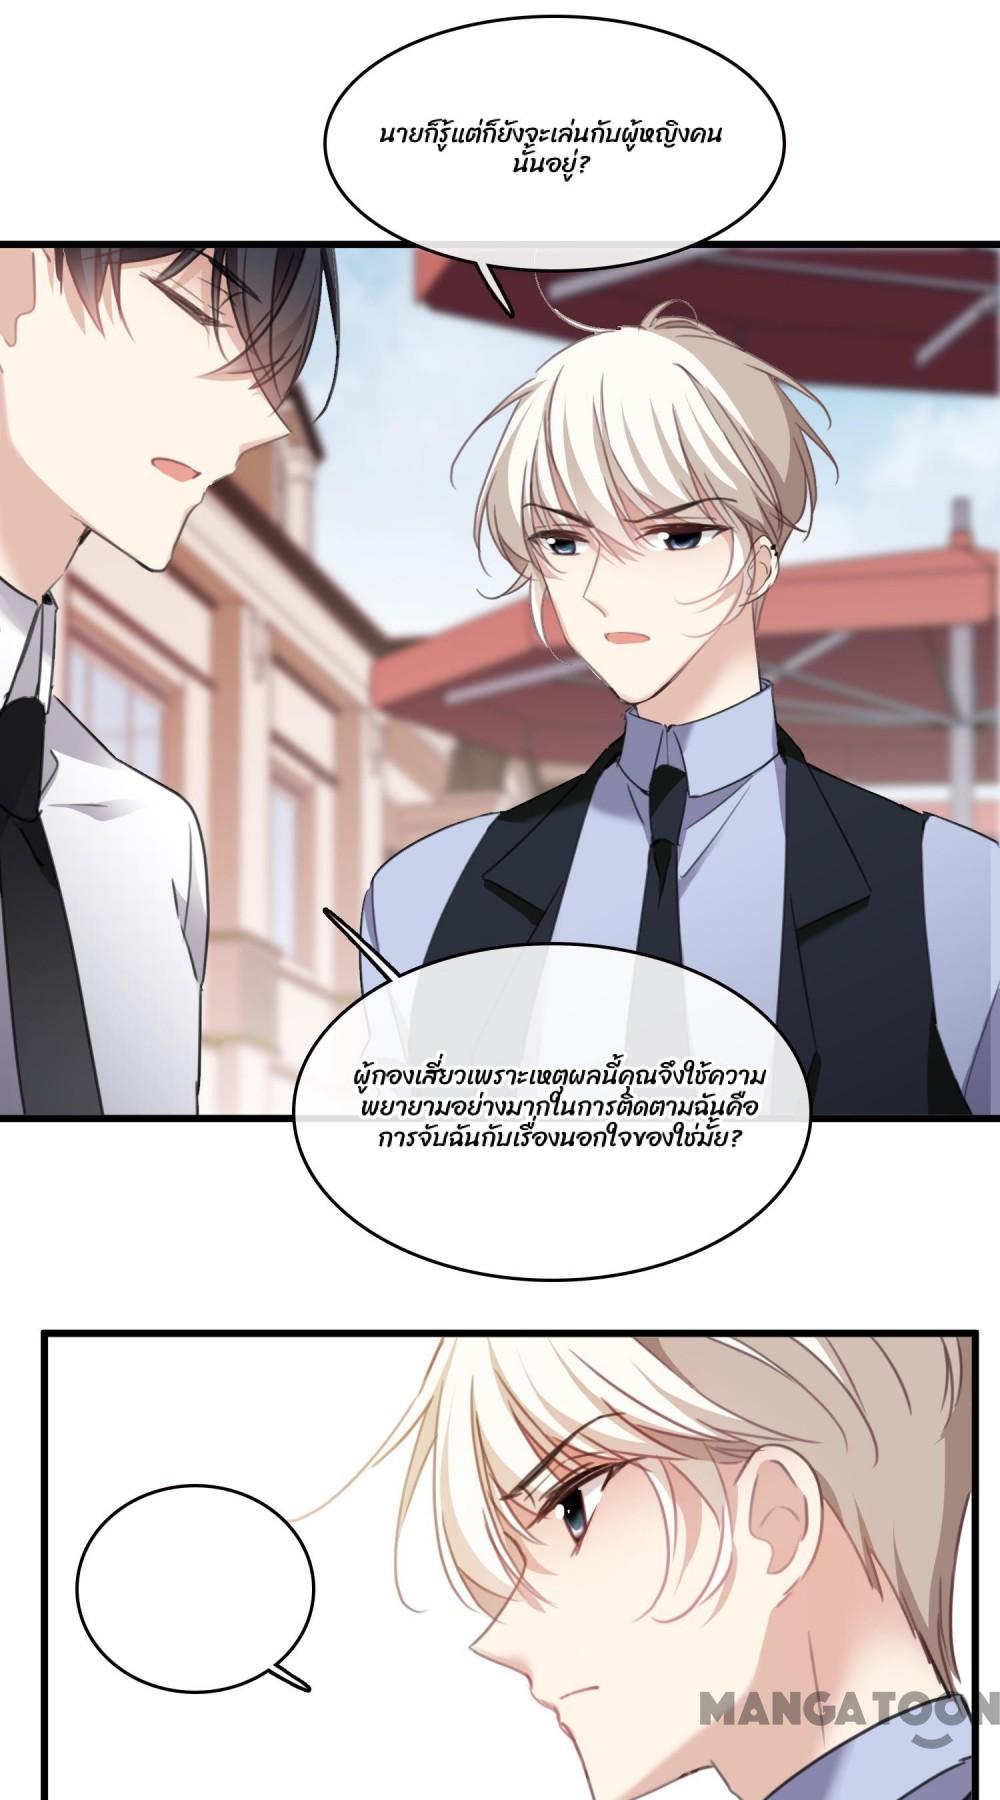 นายก็รู้แต่ก็ยังจะเล่นกับผู้หญิงคน
นั้นอยู่?
ผู้กองเสี่ยวเพราะเหตุผลนี้คุณจึงใช้ความ
พยายามอย่างมากในการติดตามฉันคือ
การจับฉันกับเรื่องนอกใจของใช่มั้ย?
MANGATOON